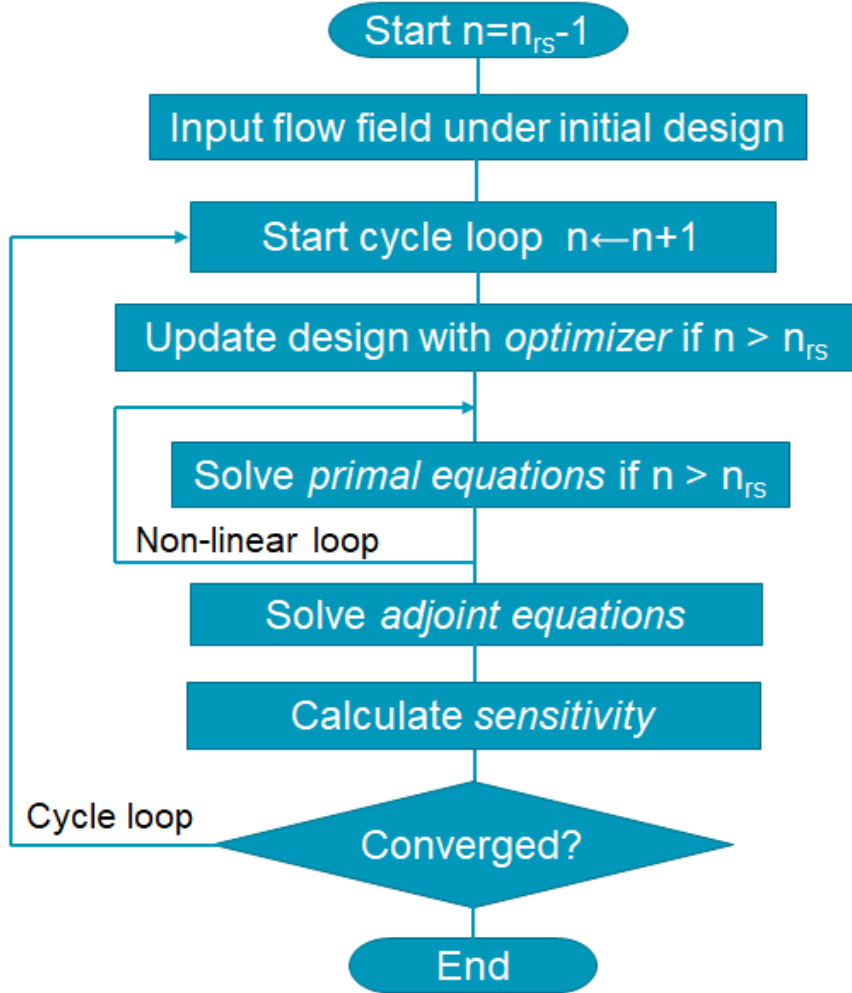 Start n=nrs-1
Input flow field under initial design
Start cycle loop n←n+1
Update design with optimizer if n > nrs
Solve primal equations if n > nrs
Non-linear loop
Solve adjoint equations
Calculate sensitivity
Cycle loop
Converged?
End